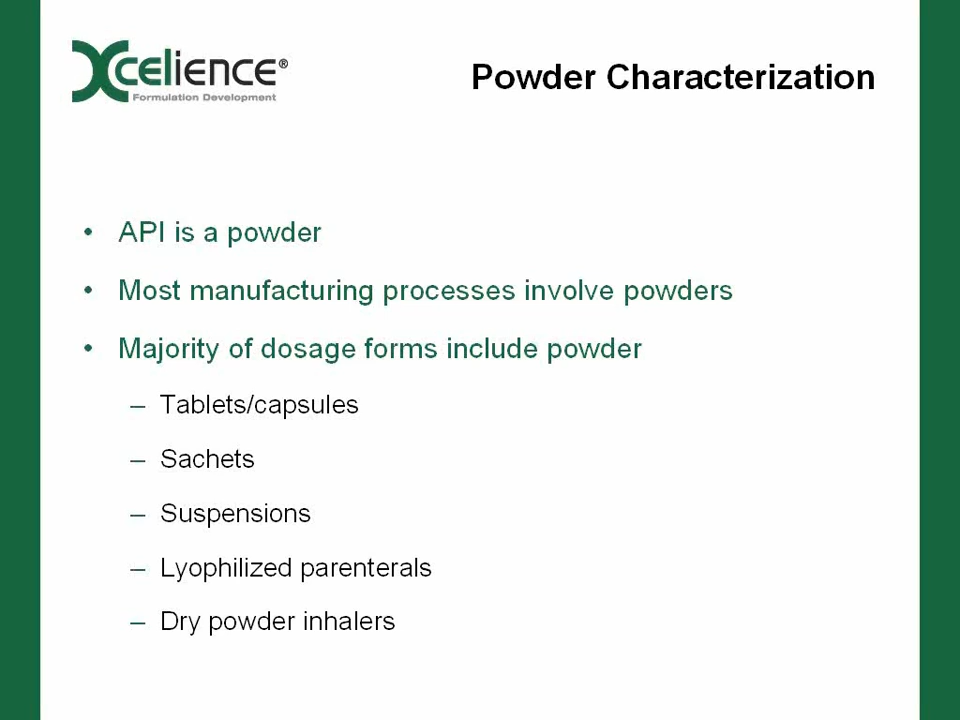 Xcelience®
Formulation Development
Powder Characterization
• API is a powder
• Most manufacturing processes involve powders
• Majority of dosage forms include powder
– Tablets/capsules
– Sachets
– Suspensions
– Lyophilized parenterals
– Dry powder inhalers